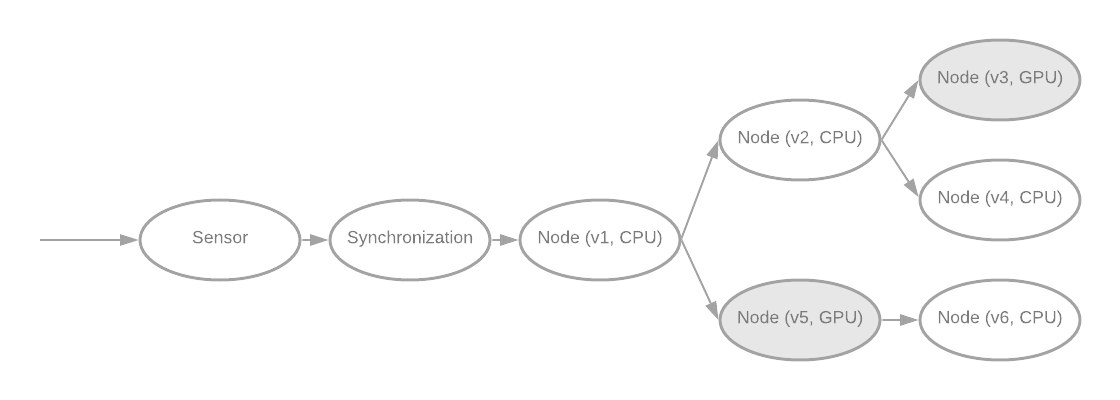 Sensor
Synchronization
Node (v1, CPU)
Node (v2, CPU)
Node (v3, GPU)
Node (v4, CPU)
Node (v5, GPU)
Node (v6, CPU)